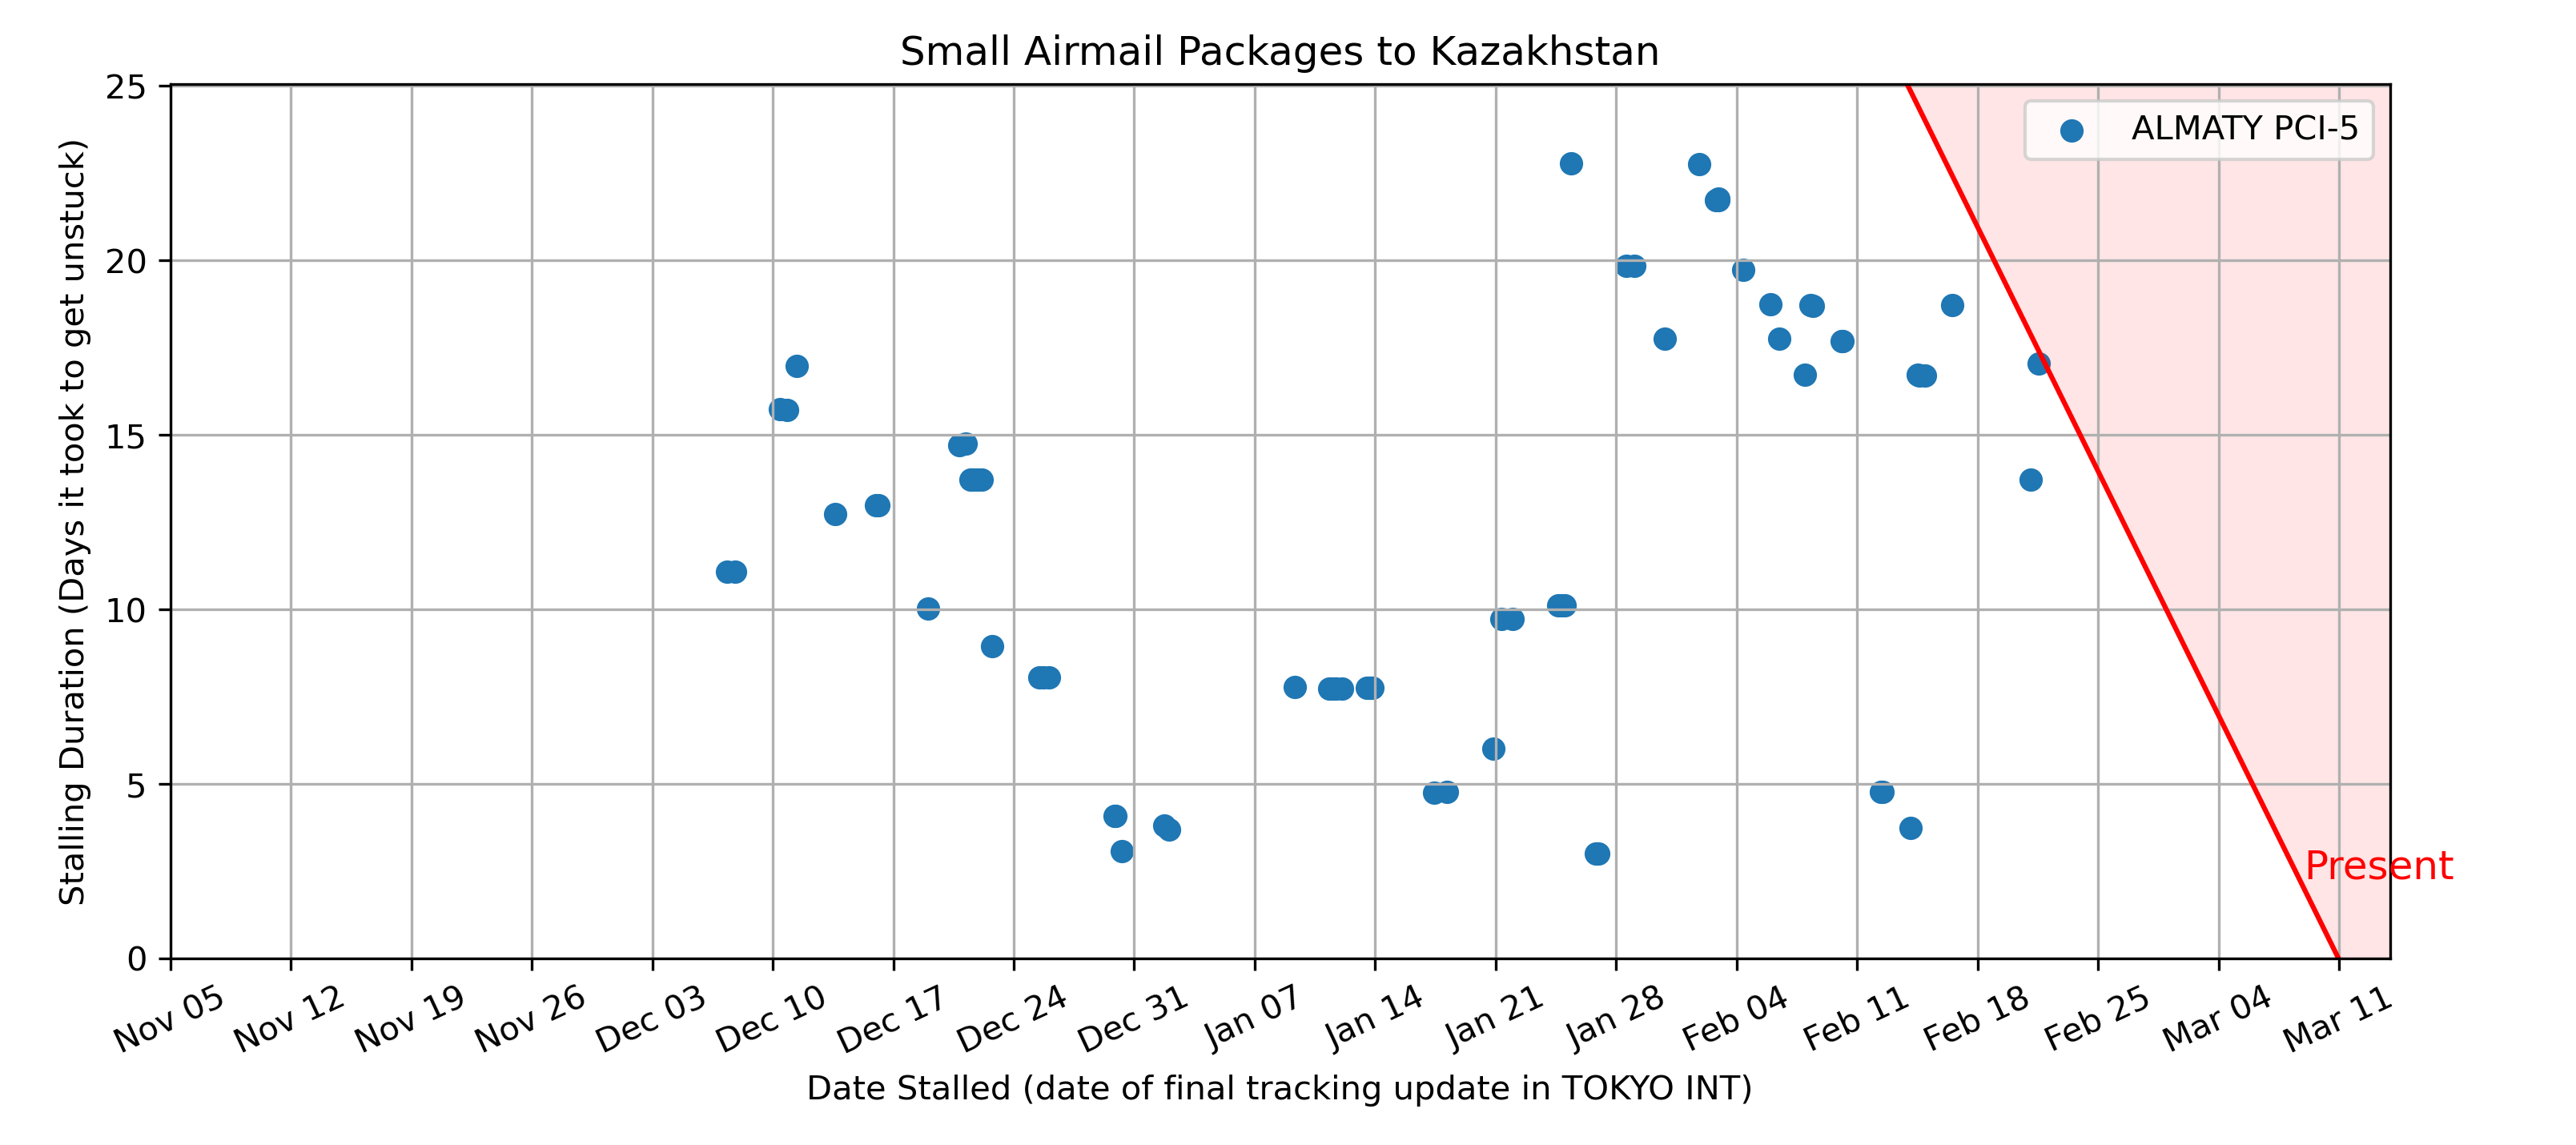 Small Airmail Packages to Kazakhstan
ALMATY PCI-5
Stalling Duration (Days it took to get unstuck)
25
20
15
10
5
0
Present
Nov 05
Nov 12
Nov 19
Nov 26
Dec 03
Dec 10
Dec 17
Dec 24
Dec 31
Jan 07
Jan 14
Jan 21
Jan 28
Feb 04
Feb 11
Feb 18
Feb 25
Mar 04
Mar 11
Date Stalled (date of final tracking update in TOKYO INT)